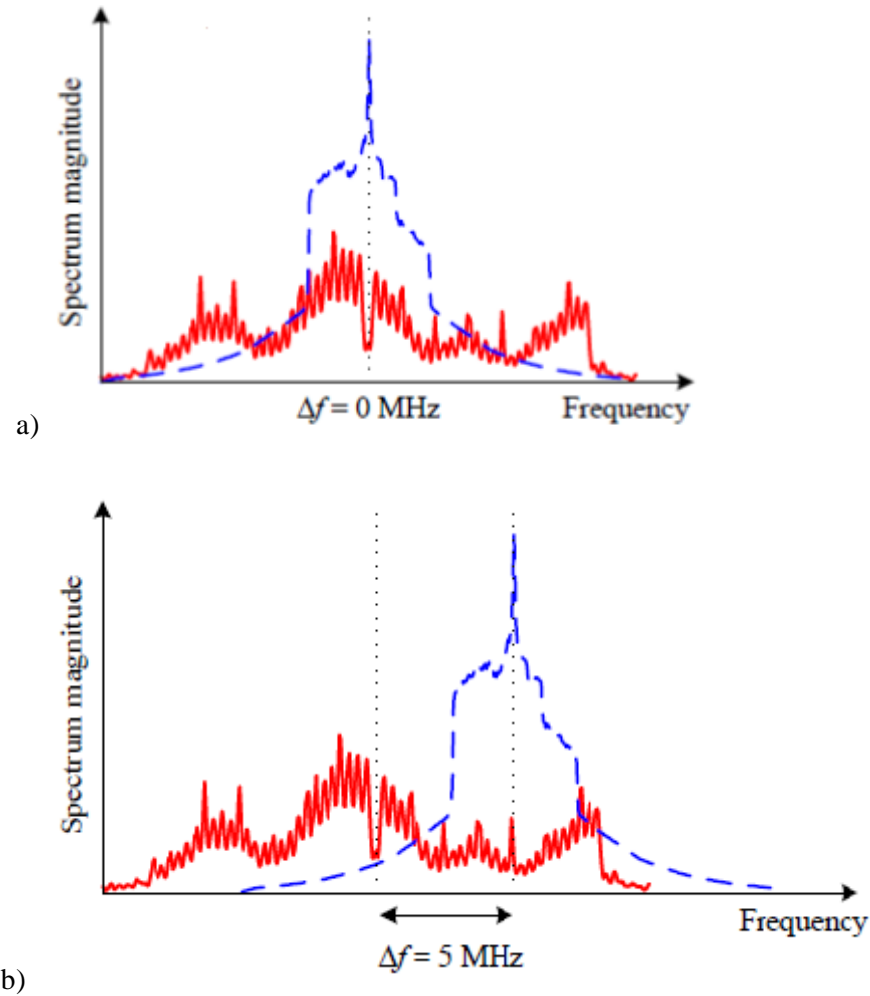 Spectrum magnitude
Δf = 0 MHz
Frequency
a)
Spectrum magnitude
Frequency
Δf = 5 MHz
b)